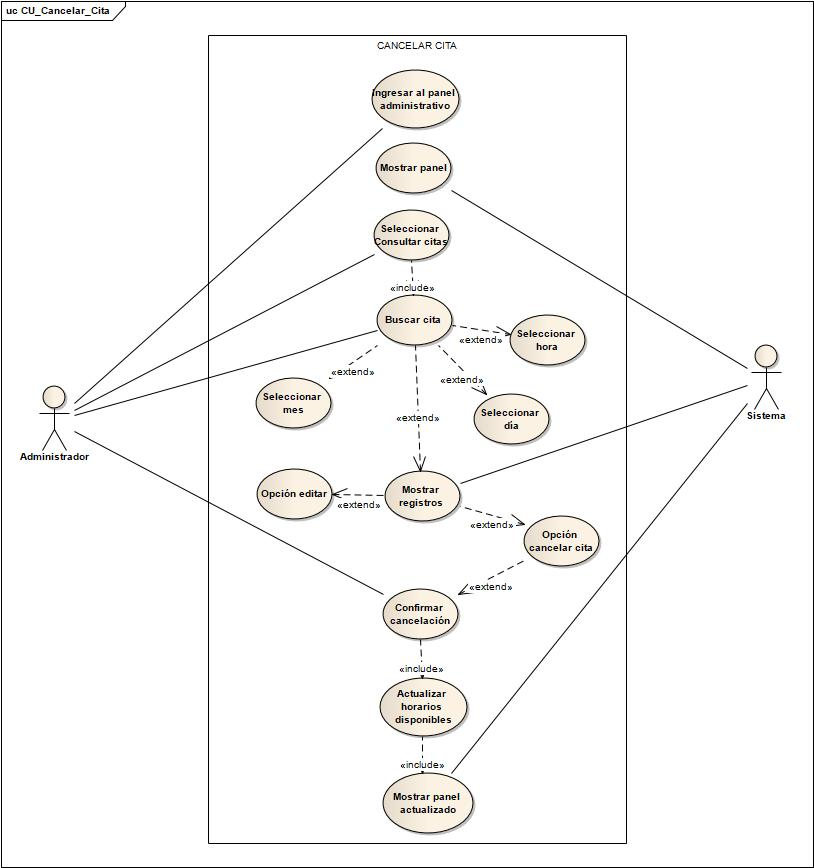 uc CU_Cancelar_Cita
CANCELAR CITA
Ingresar al panel
administrativo
Mostrar panel
Seleccionar
Consultar citas
«include»
Buscar cita
«extend»
Seleccionar
hora
«extend»
Seleccionar
mes
«extend»
Seleccionar
día
«extend»
Administrador
Sistema
Mostrar
registros
Opción editar
«extend»
«extend»
Opción
cancelar cita
«extend»
Confirmar
cancelación
«include»
Actualizar
horarios
disponibles
«include»
Mostrar panel
actualizado